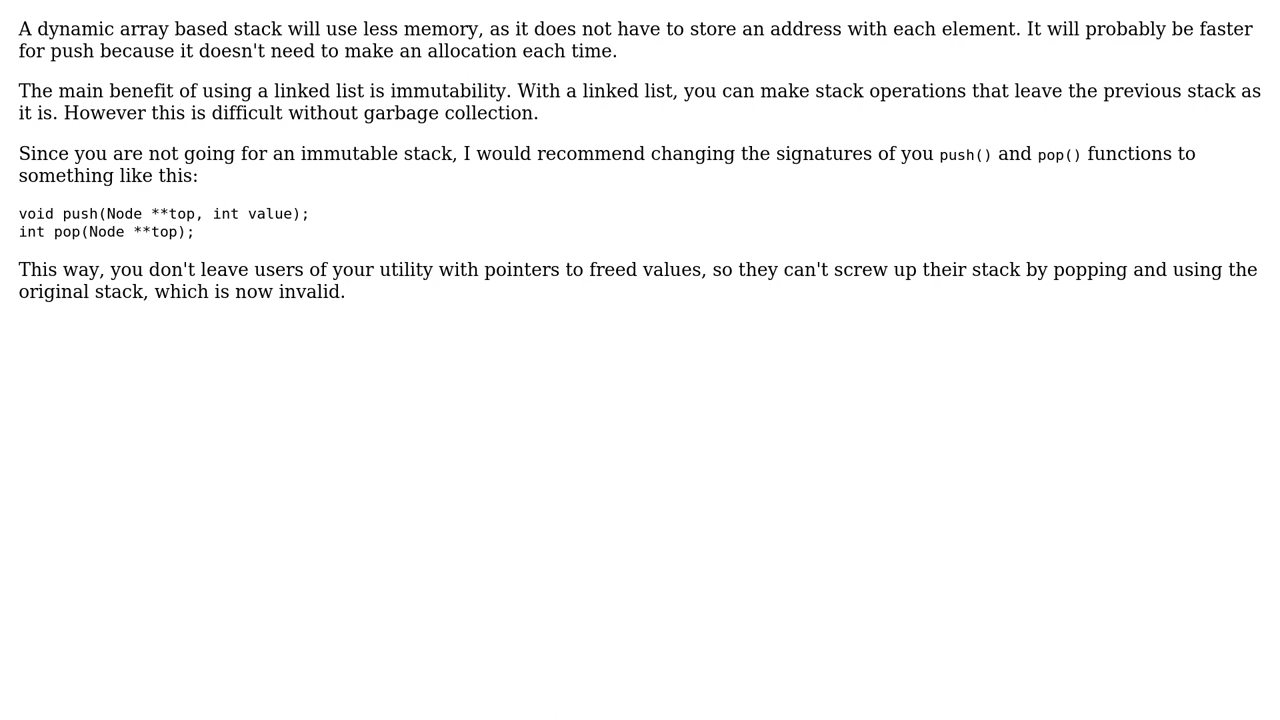 A dynamic array based stack will use less memory, as it does not have to store an address with each element. It will probably be faster
for push because it doesn't need to make an allocation each time.
The main benefit of using a linked list is immutability. With a linked list, you can make stack operations that leave the previous stack as
it is. However this is difficult without garbage collection.
Since you are not going for an immutable stack, I would recommend changing the signatures of you push() and pop() functions to
something like this:
void push(Node **top, int value);
int pop(Node **top);
This way, you don't leave users of your utility with pointers to freed values, so they can't screw up their stack by popping and using the
original stack, which is now invalid.